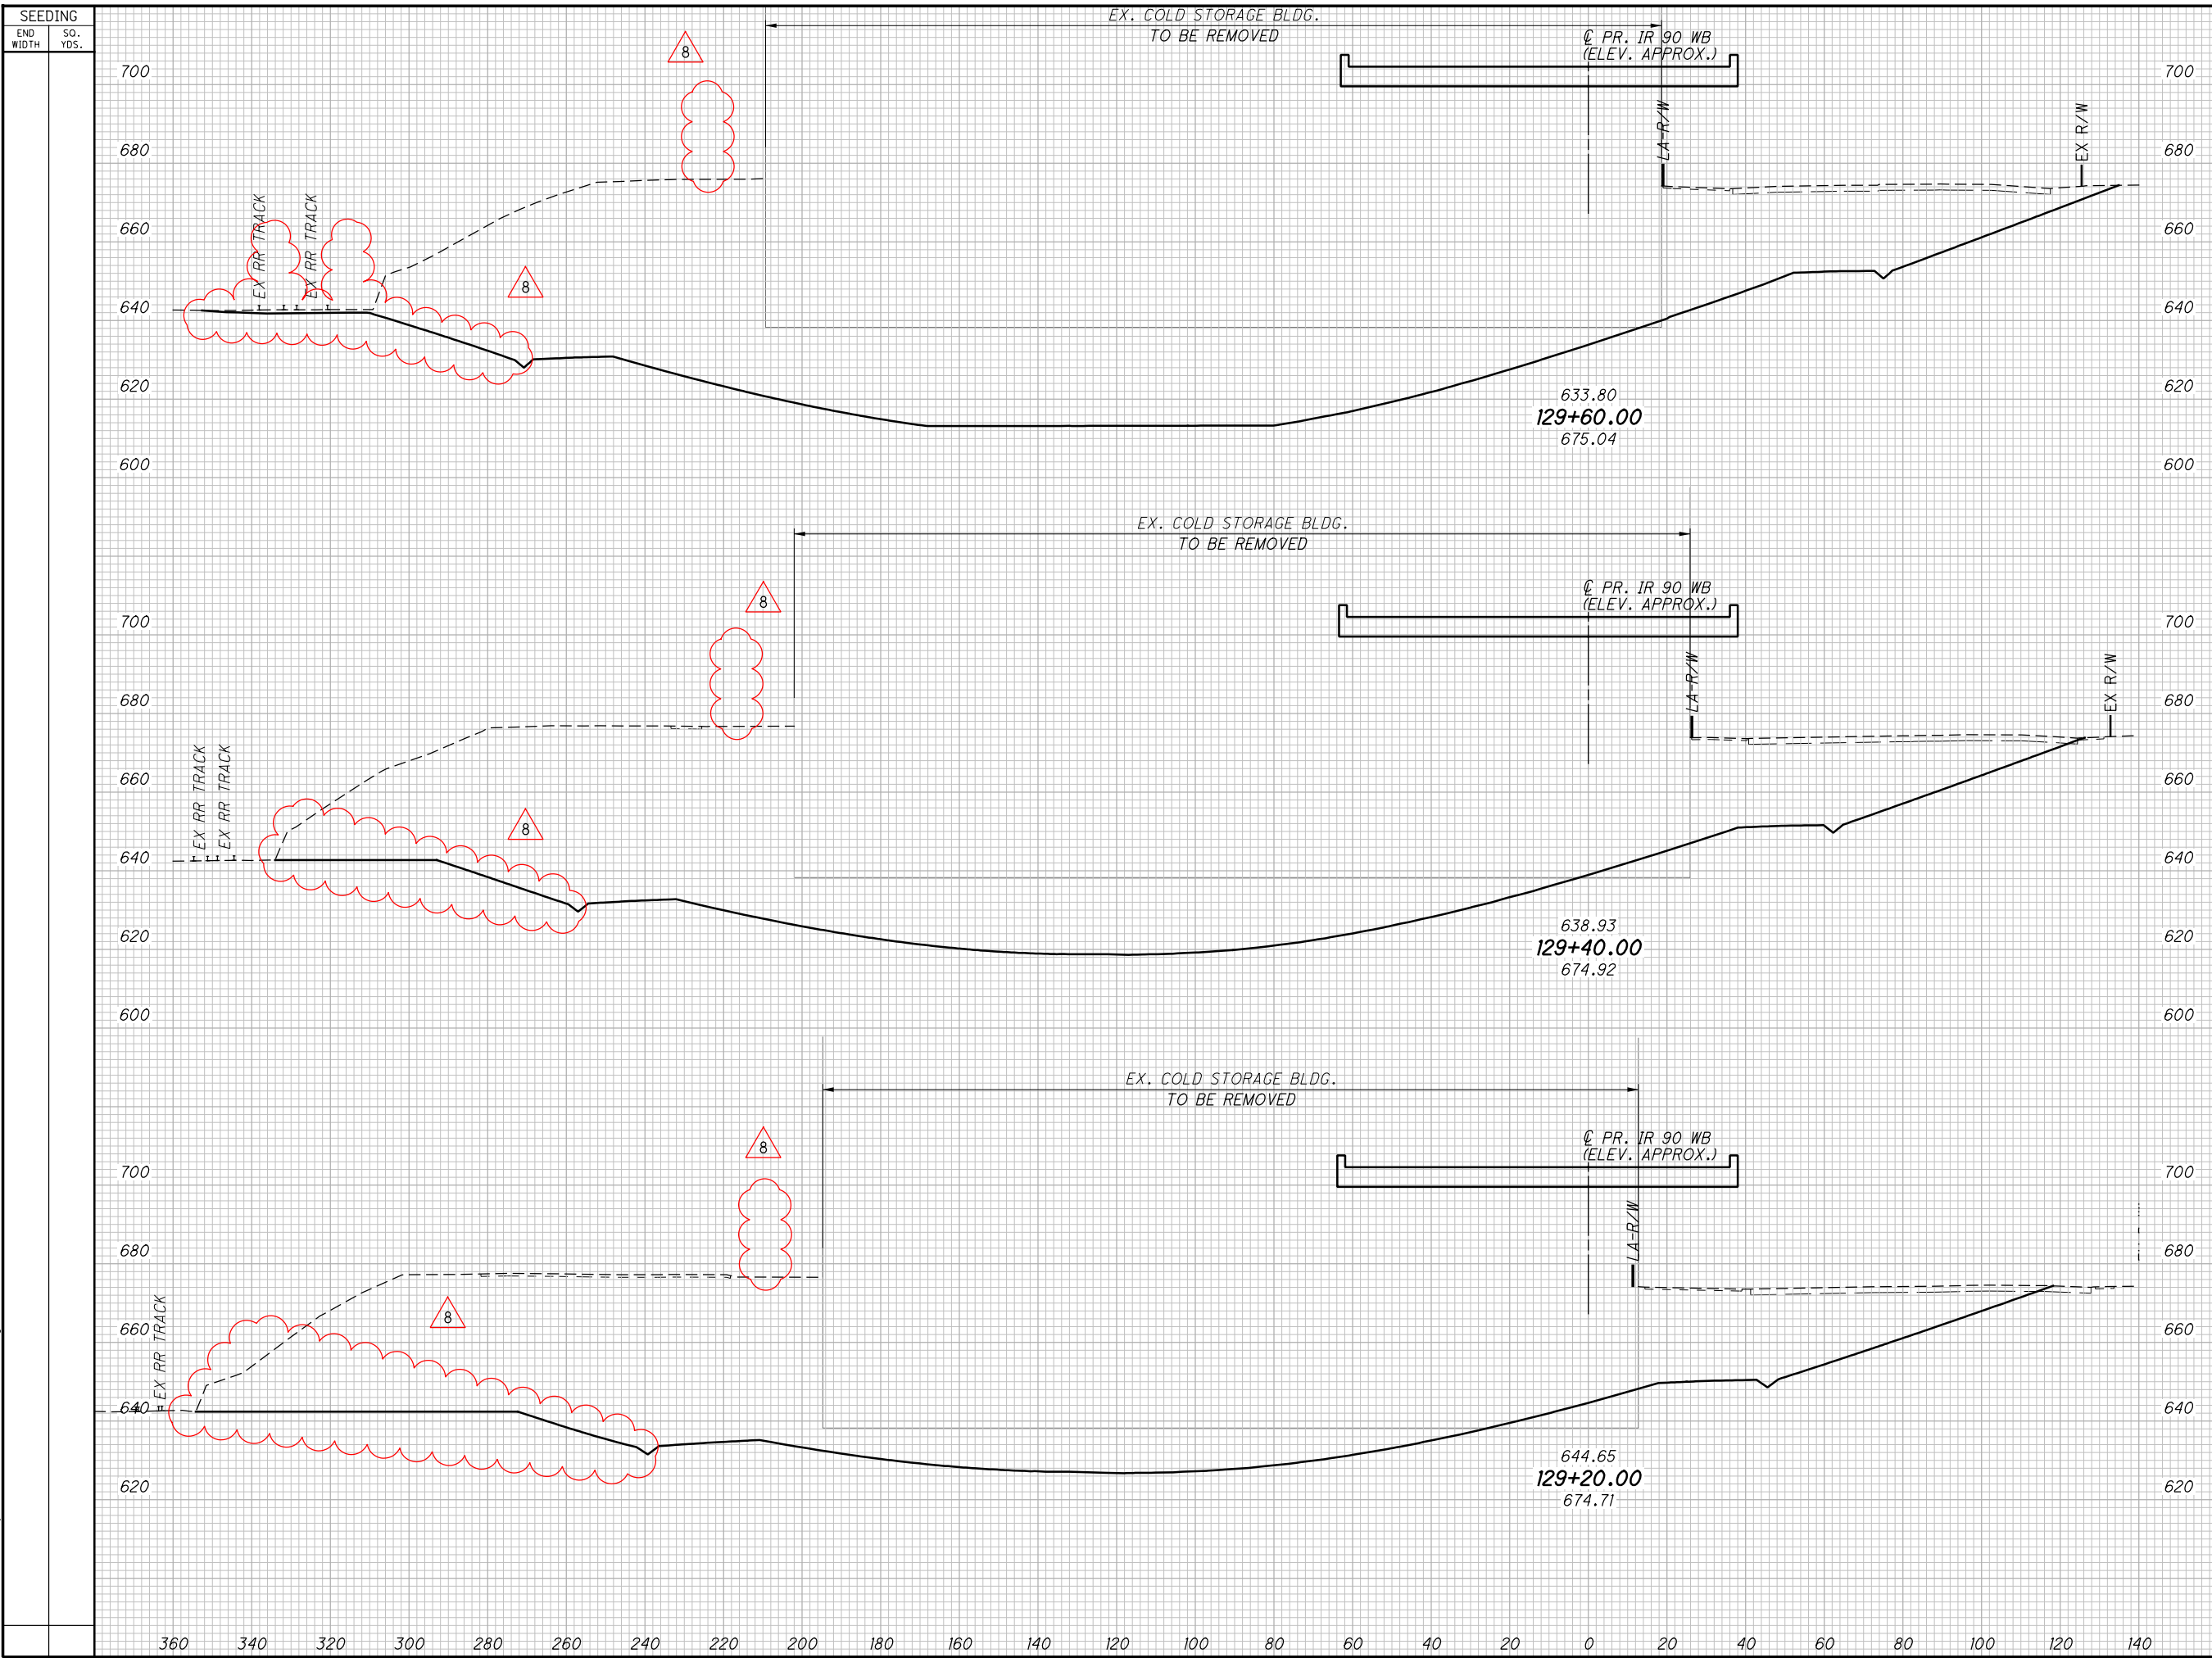 SEEDING
END WIDTH
SQ. YDS.
EX. COLD STORAGE BLDG.
TO BE REMOVED
8
℄ PR. IR 90 WB
(ELEV. APPROX.)
700
700
LA-R/W
EX R/W
680
680
EX RR TRACK
EX RR TRACK
660
660
8
640
640
620
620
633.80
129+60.00
675.04
600
600
EX. COLD STORAGE BLDG.
TO BE REMOVED
8
℄ PR. IR 90 WB
(ELEV. APPROX.)
700
700
LA-R/W
EX R/W
680
680
EX RR TRACK
EX RR TRACK
660
660
8
640
640
620
620
638.93
129+40.00
674.92
600
600
EX. COLD STORAGE BLDG.
TO BE REMOVED
8
℄ PR. IR 90 WB
(ELEV. APPROX.)
700
700
LA-R/W
680
680
EX RR TRACK
8
660
660
640
640
620
620
644.65
129+20.00
674.71
360 340 320 300 280 260 240 220 200 180 160 140 120 100 80 60 40 20 0 20 40 60 80 100 120 140